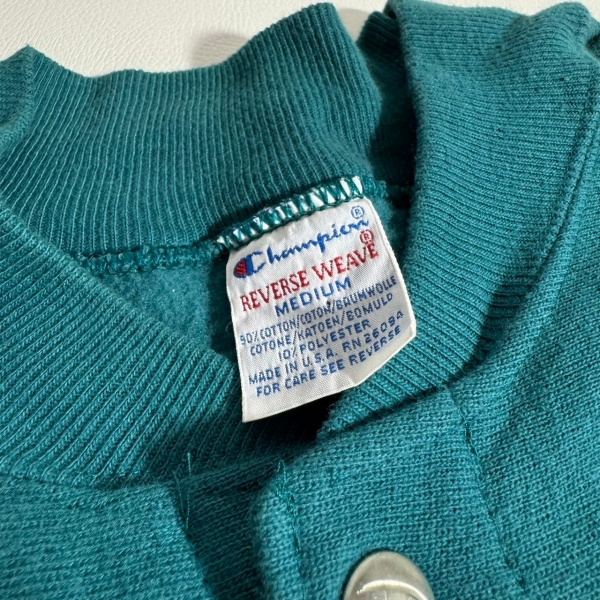 Champion®
REVERSE WEAVE®
MEDIUM
90% COTTON/COTON/BAUMWOLLE
COTONE/KATOEN/BOMULD
10% POLYESTER
MADE IN U.S.A. RN 26094
FOR CARE SEE REVERSE